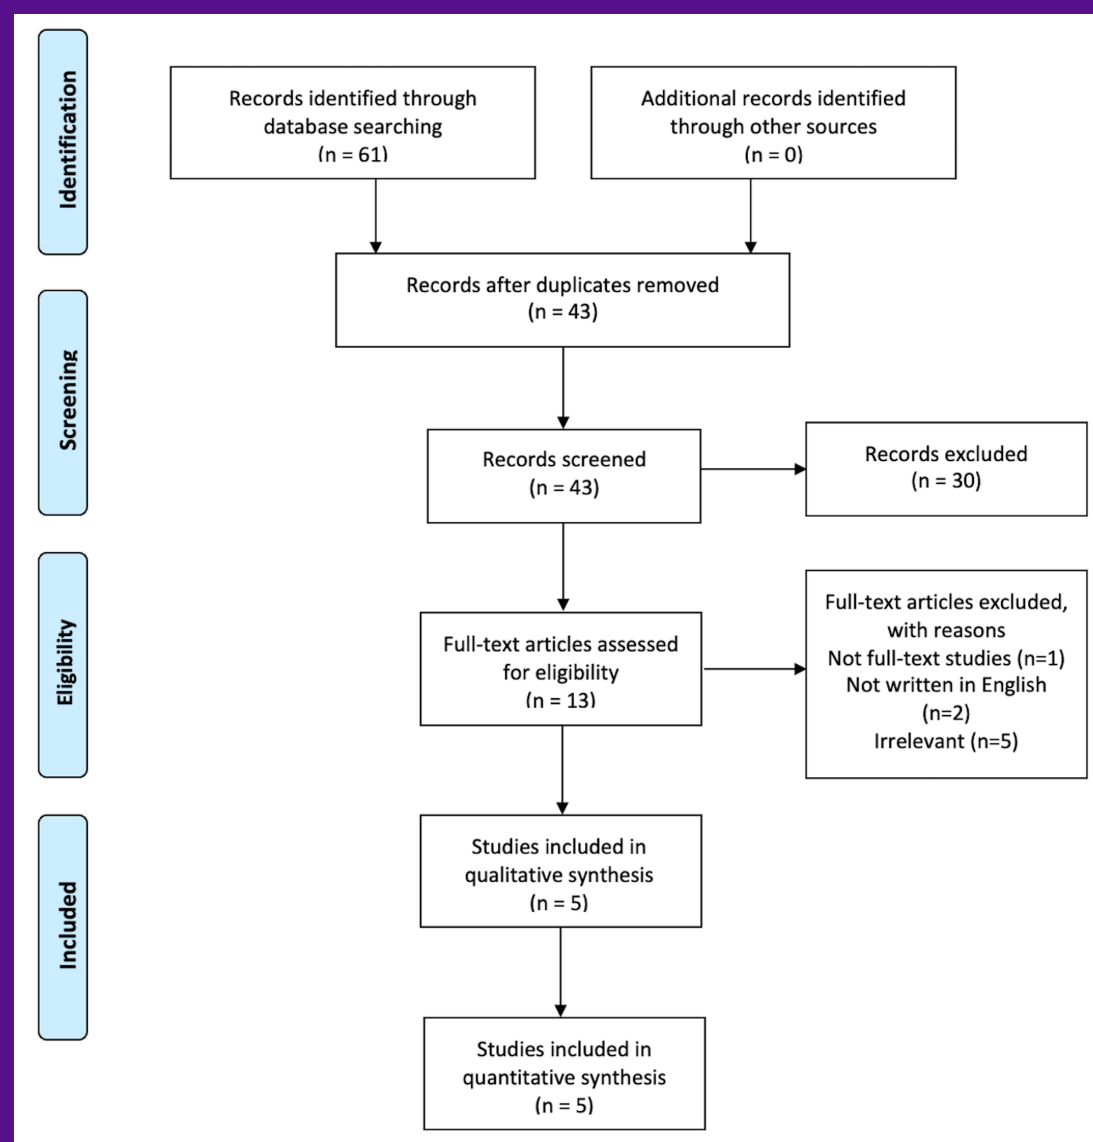 Identification
Records identified through
database searching
(n = 61)
Additional records identified
through other sources
(n = 0)
Records after duplicates removed
(n = 43)
Screening
Records screened
(n = 43)
Records excluded
(n = 30)
Eligibility
Full-text articles assessed
for eligibility
(n = 13)
Full-text articles excluded,
with reasons
Not full-text studies (n=1)
Not written in English
(n=2)
Irrelevant (n=5)
Included
Studies included in
qualitative synthesis
(n = 5)
Studies included in
quantitative synthesis
(n = 5)